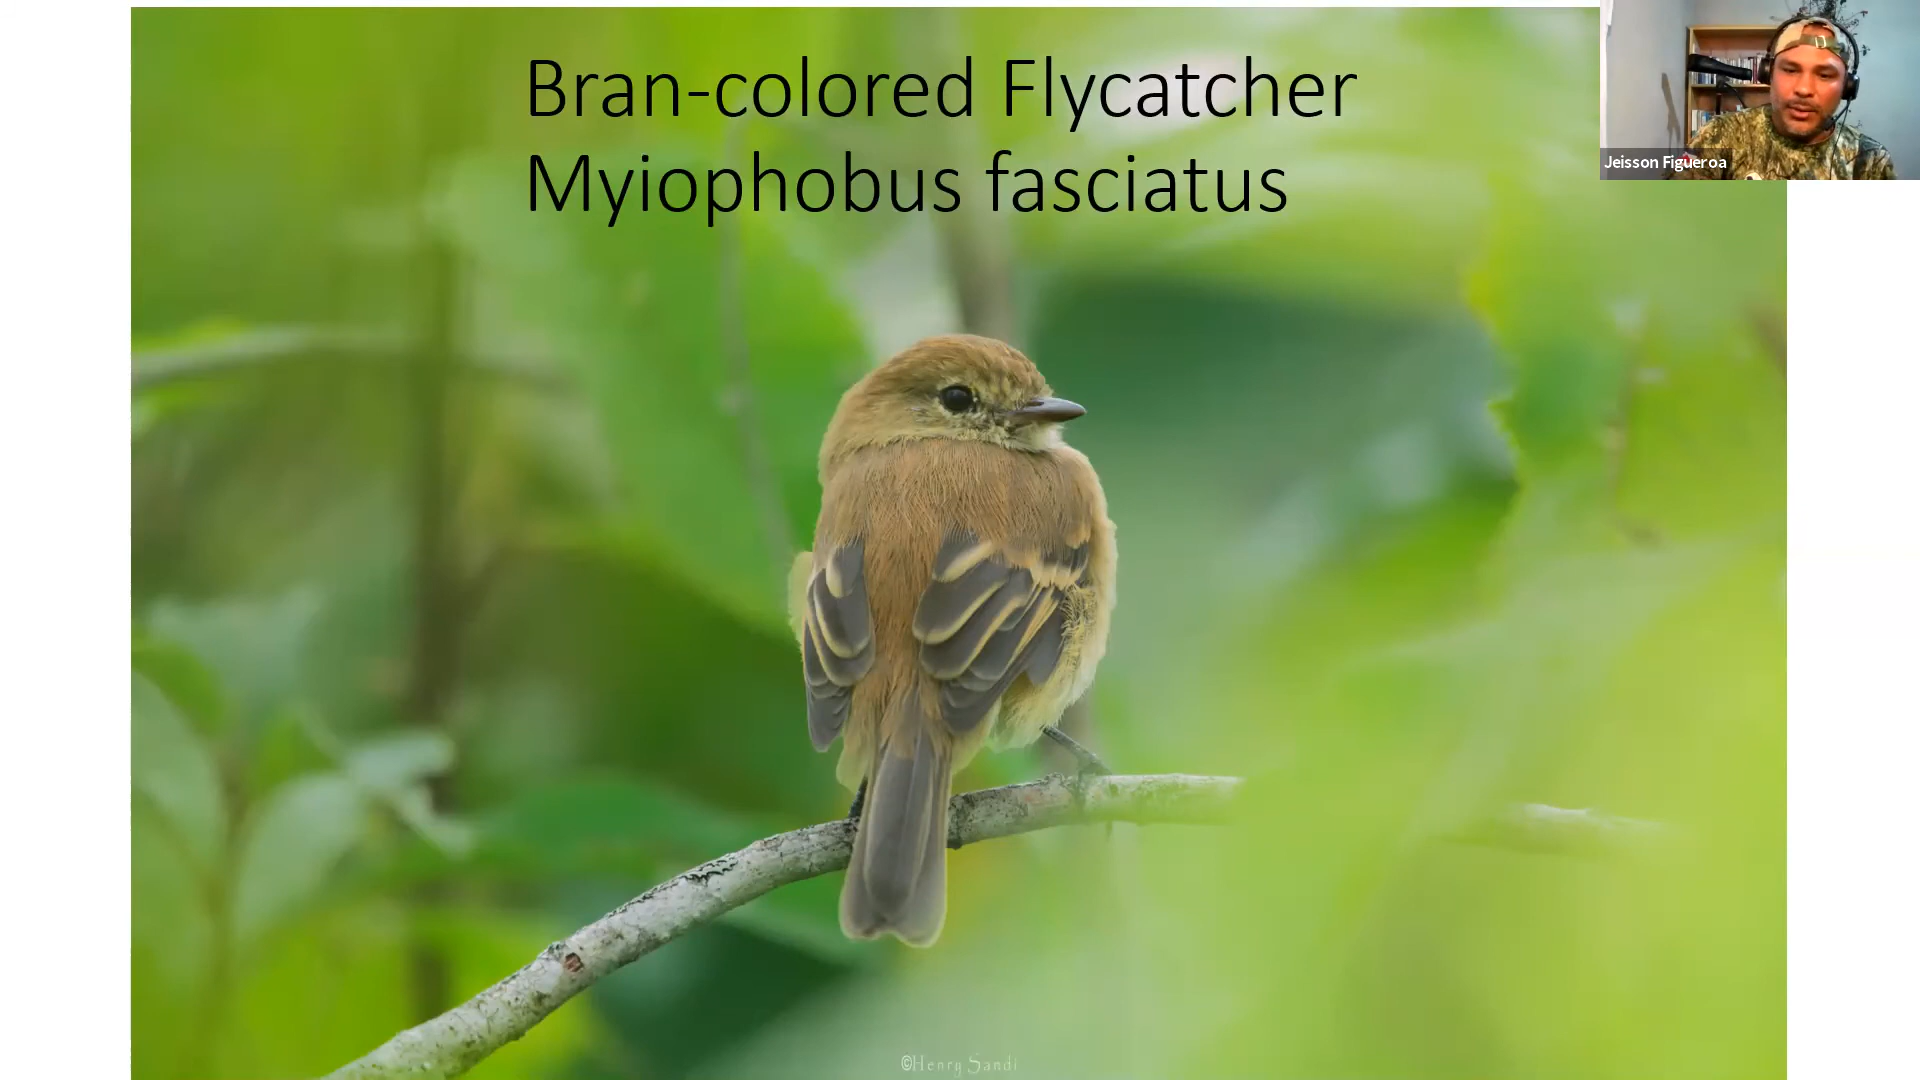 Bran-colored Flycatcher
Myiophobus fasciatus
Jeisson Figueroa
©Henry Sandi